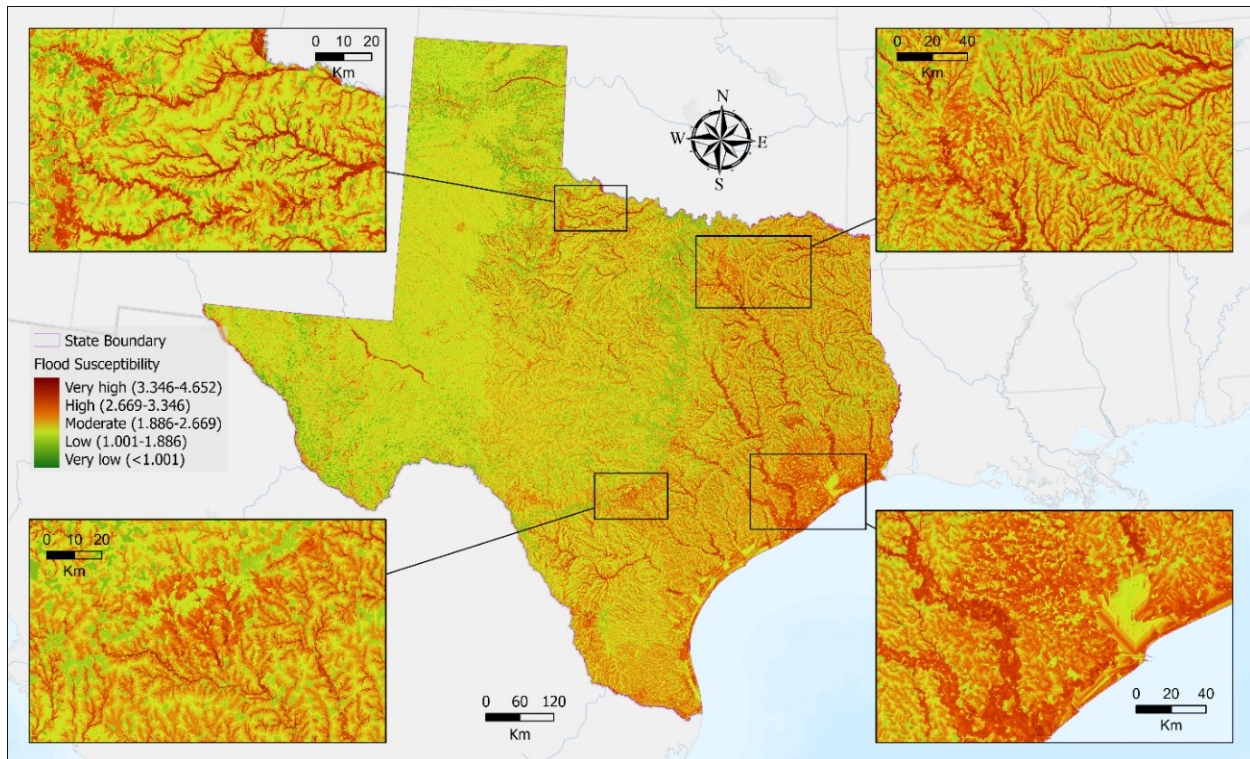 0 10 20
Km
0 20 40
Km
N
W E
S
State Boundary
Flood Susceptibility
Very high (3.346-4.652)
High (2.669-3.346)
Moderate (1.886-2.669)
Low (1.001-1.886)
Very low (<1.001)
0 10 20
Km
0 60 120
Km
0 20 40
Km